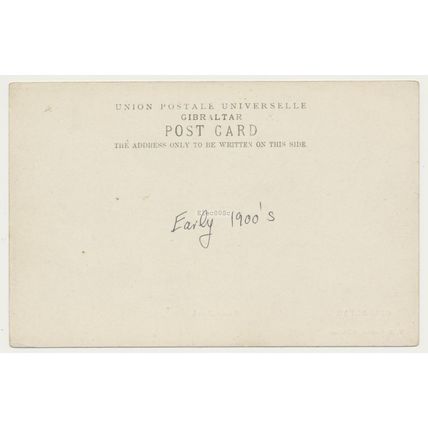 UNION POSTALE UNIVERSELLE
GIBRALTAR
POST CARD
THE ADDRESS ONLY TO BE WRITTEN ON THIS SIDE
Early 1900's